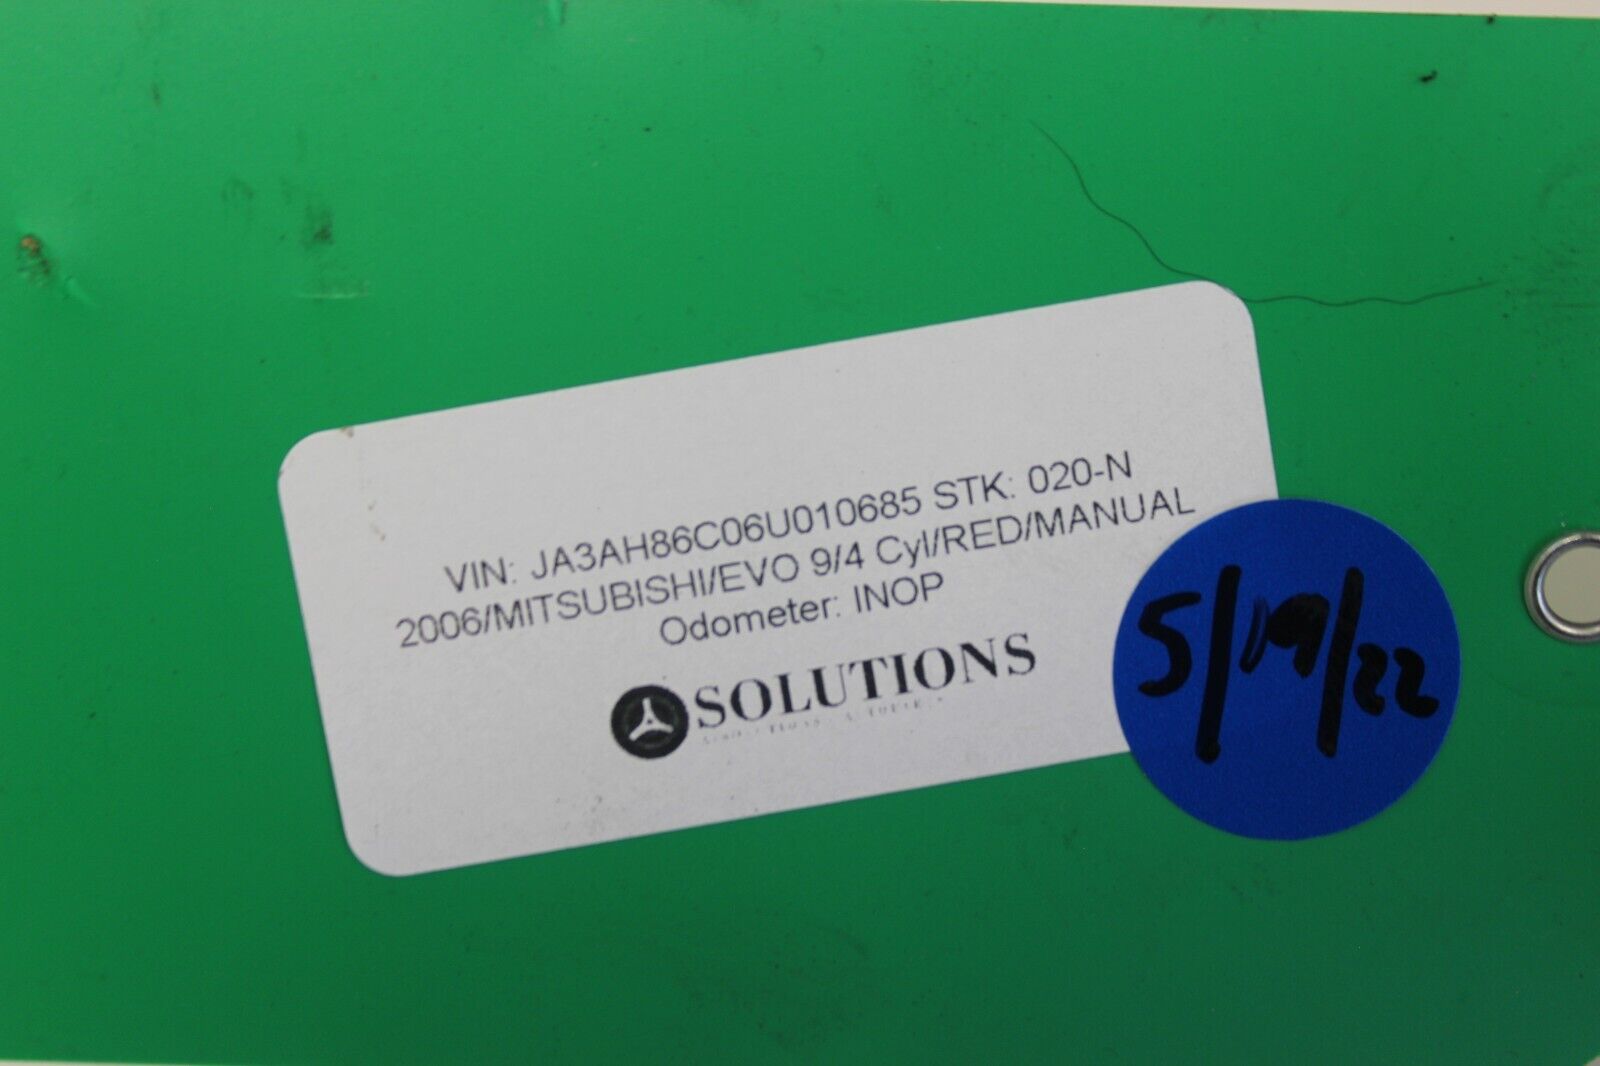 VIN: JA3AH86C06U010685 STK: 020-N
2006/MITSUBISHI/EVO 9/4 Cyl/RED/MANUAL
Odometer: INOP
SOLUTIONS
5/19/22